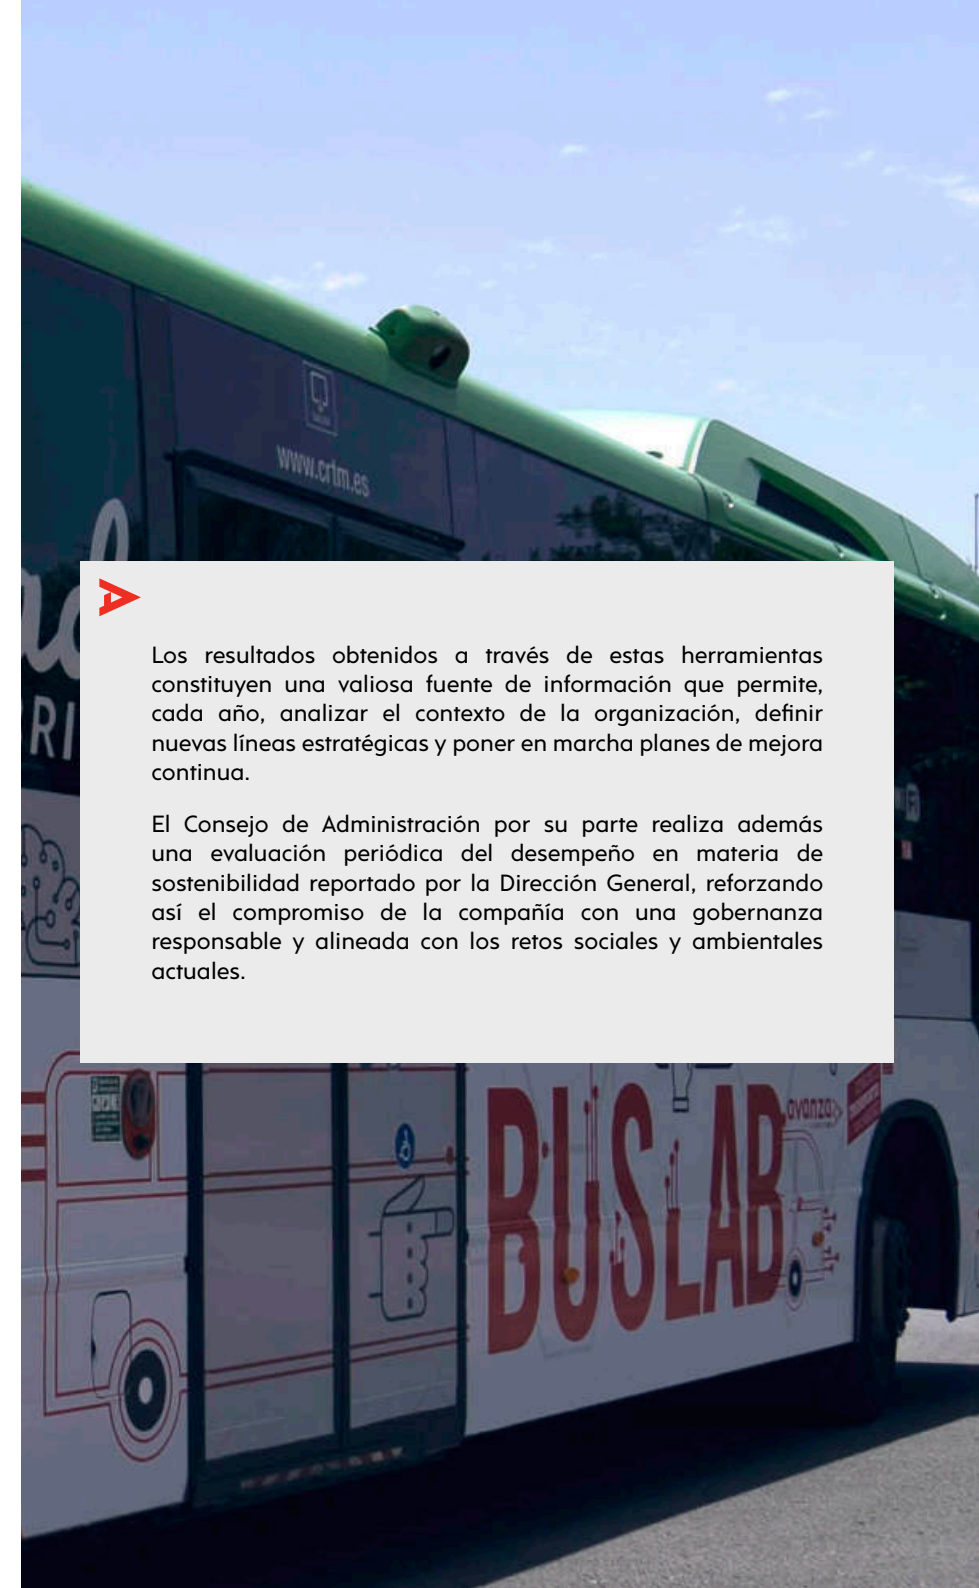 www.crtm.es
Los resultados obtenidos a través de estas herramientas
constituyen una valiosa fuente de información que permite,
cada año, analizar el contexto de la organización, definir
nuevas líneas estratégicas y poner en marcha planes de mejora
continua.
El Consejo de Administración por su parte realiza además
una evaluación periódica del desempeño en materia de
sostenibilidad reportado por la Dirección General, reforzando
así el compromiso de la compañía con una gobernanza
responsable y alineada con los retos sociales y ambientales
actuales.
avanza
BUSLAB